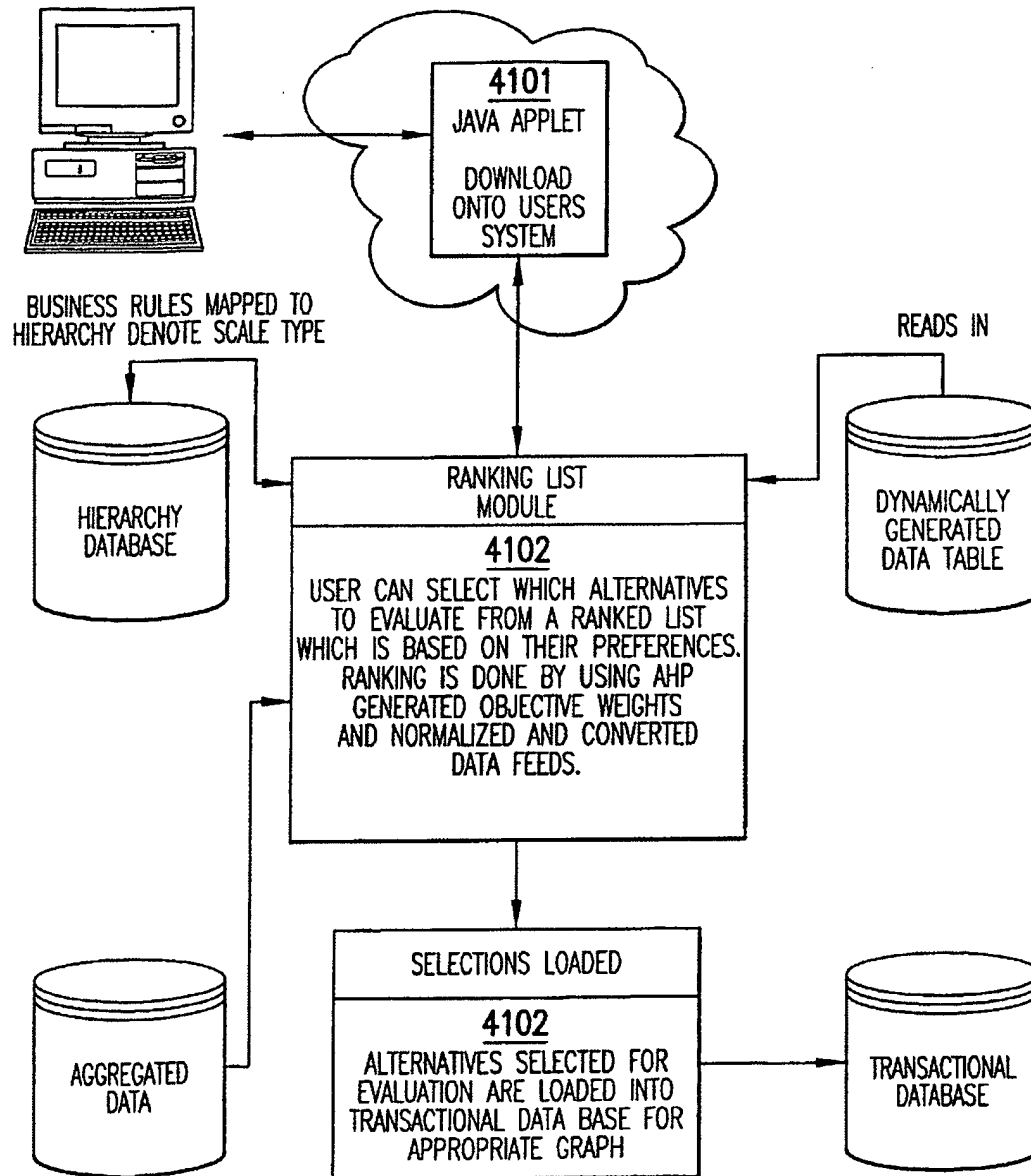 4101
JAVA APPLET
DOWNLOAD
ONTO USERS
SYSTEM
BUSINESS RULES MAPPED TO
HIERARCHY DENOTE SCALE TYPE
READS IN
HIERARCHY
DATABASE
RANKING LIST
MODULE
4102
USER CAN SELECT WHICH ALTERNATIVES
TO EVALUATE FROM A RANKED LIST
WHICH IS BASED ON THEIR PREFERENCES.
RANKING IS DONE BY USING AHP
GENERATED OBJECTIVE WEIGHTS
AND NORMALIZED AND CONVERTED
DATA FEEDS.
DYNAMICALLY
GENERATED
DATA TABLE
AGGREGATED
DATA
SELECTIONS LOADED
4102
ALTERNATIVES SELECTED FOR
EVALUATION ARE LOADED INTO
TRANSACTIONAL DATA BASE FOR
APPROPRIATE GRAPH
TRANSACTIONAL
DATABASE